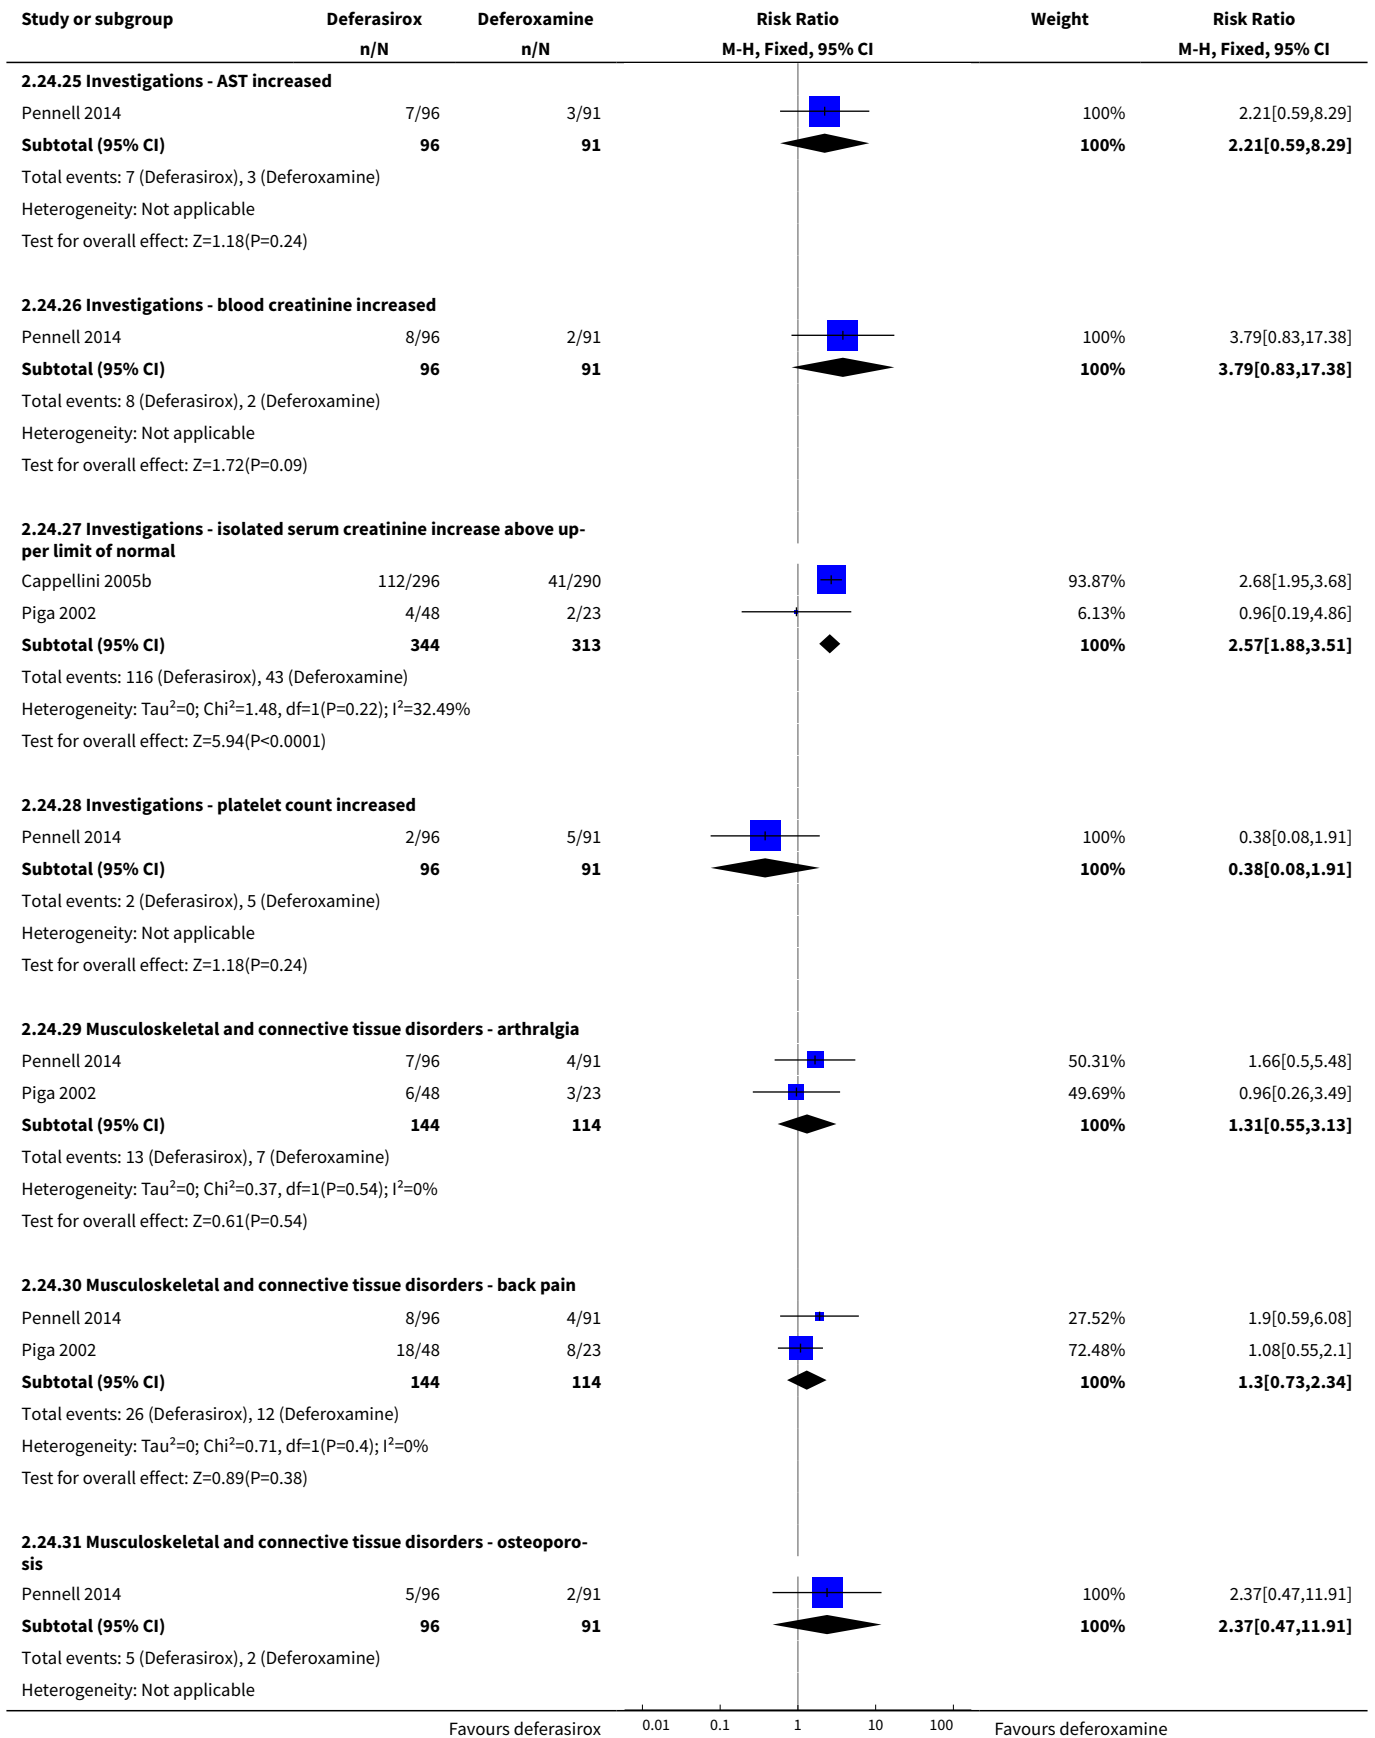 Study or subgroup Deferasirox Deferoxamine Risk Ratio Weight Risk Ratio
n/N n/N M-H, Fixed, 95% CI M-H, Fixed, 95% CI
2.24.25 Investigations - AST increased
Pennell 2014 7/96 3/91 100% 2.21[0.59,8.29]
Subtotal (95% CI) 96 91 100% 2.21[0.59,8.29]
Total events: 7 (Deferasirox), 3 (Deferoxamine)
Heterogeneity: Not applicable
Test for overall effect: Z=1.18(P=0.24)
2.24.26 Investigations - blood creatinine increased
Pennell 2014 8/96 2/91 100% 3.79[0.83,17.38]
Subtotal (95% CI) 96 91 100% 3.79[0.83,17.38]
Total events: 8 (Deferasirox), 2 (Deferoxamine)
Heterogeneity: Not applicable
Test for overall effect: Z=1.72(P=0.09)
2.24.27 Investigations - isolated serum creatinine increase above up-
per limit of normal
Cappellini 2005b 112/296 41/290 93.87% 2.68[1.95,3.68]
Piga 2002 4/48 2/23 6.13% 0.96[0.19,4.86]
Subtotal (95% CI) 344 313 100% 2.57[1.88,3.51]
Total events: 116 (Deferasirox), 43 (Deferoxamine)
Heterogeneity: Tau²=0; Chi²=1.48, df=1(P=0.22); I²=32.49%
Test for overall effect: Z=5.94(P<0.0001)
2.24.28 Investigations - platelet count increased
Pennell 2014 2/96 5/91 100% 0.38[0.08,1.91]
Subtotal (95% CI) 96 91 100% 0.38[0.08,1.91]
Total events: 2 (Deferasirox), 5 (Deferoxamine)
Heterogeneity: Not applicable
Test for overall effect: Z=1.18(P=0.24)
2.24.29 Musculoskeletal and connective tissue disorders - arthralgia
Pennell 2014 7/96 4/91 50.31% 1.66[0.5,5.48]
Piga 2002 6/48 3/23 49.69% 0.96[0.26,3.49]
Subtotal (95% CI) 144 114 100% 1.31[0.55,3.13]
Total events: 13 (Deferasirox), 7 (Deferoxamine)
Heterogeneity: Tau²=0; Chi²=0.37, df=1(P=0.54); I²=0%
Test for overall effect: Z=0.61(P=0.54)
2.24.30 Musculoskeletal and connective tissue disorders - back pain
Pennell 2014 8/96 4/91 27.52% 1.9[0.59,6.08]
Piga 2002 18/48 8/23 72.48% 1.08[0.55,2.1]
Subtotal (95% CI) 144 114 100% 1.3[0.73,2.34]
Total events: 26 (Deferasirox), 12 (Deferoxamine)
Heterogeneity: Tau²=0; Chi²=0.71, df=1(P=0.4); I²=0%
Test for overall effect: Z=0.89(P=0.38)
2.24.31 Musculoskeletal and connective tissue disorders - osteoporo-
sis
Pennell 2014 5/96 2/91 100% 2.37[0.47,11.91]
Subtotal (95% CI) 96 91 100% 2.37[0.47,11.91]
Total events: 5 (Deferasirox), 2 (Deferoxamine)
Heterogeneity: Not applicable
Favours deferasirox 0.01 0.1 1 10 100 Favours deferoxamine